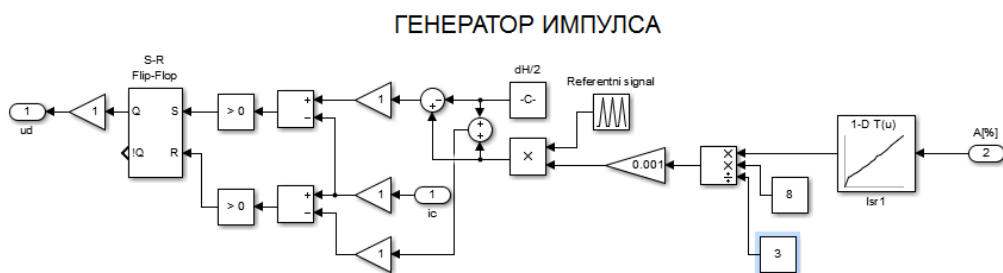 ГЕНЕРАТОР ИМПУЛСА
S-R
Flip-Flop
dH/2
Referentni signal
1
ud
1
Q
S
!Q
R
> 0
+
−
1
−
+
-C-
+
+
×
0.001
×
×
÷
1-D T(u)
Isr1
A[%]
2
8
3
> 0
+
−
1
1
ic
1